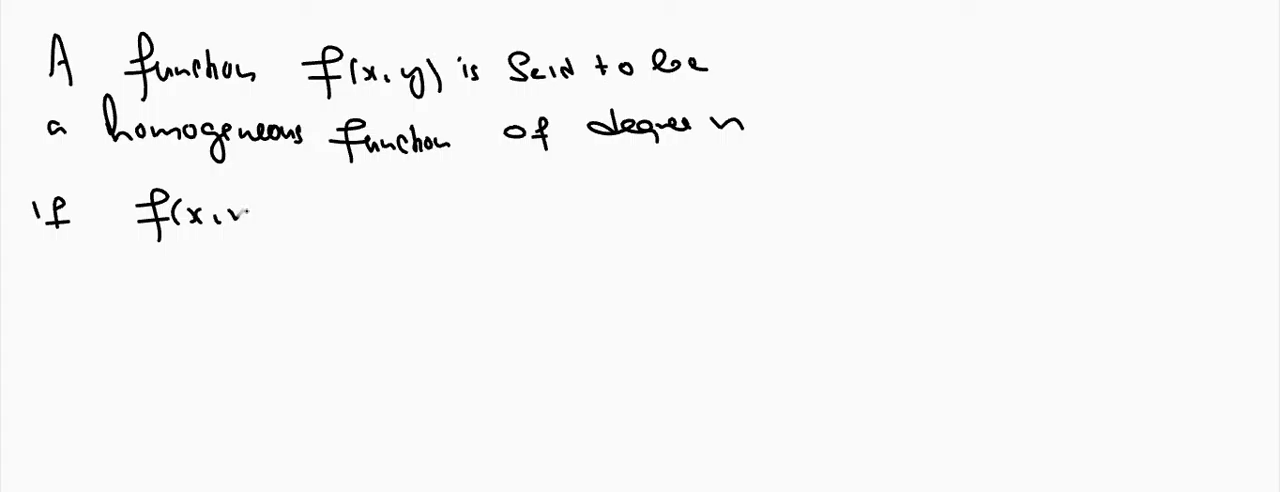 A function f(x, y) is said to be
a homogeneous function of degree n
if f(x, y